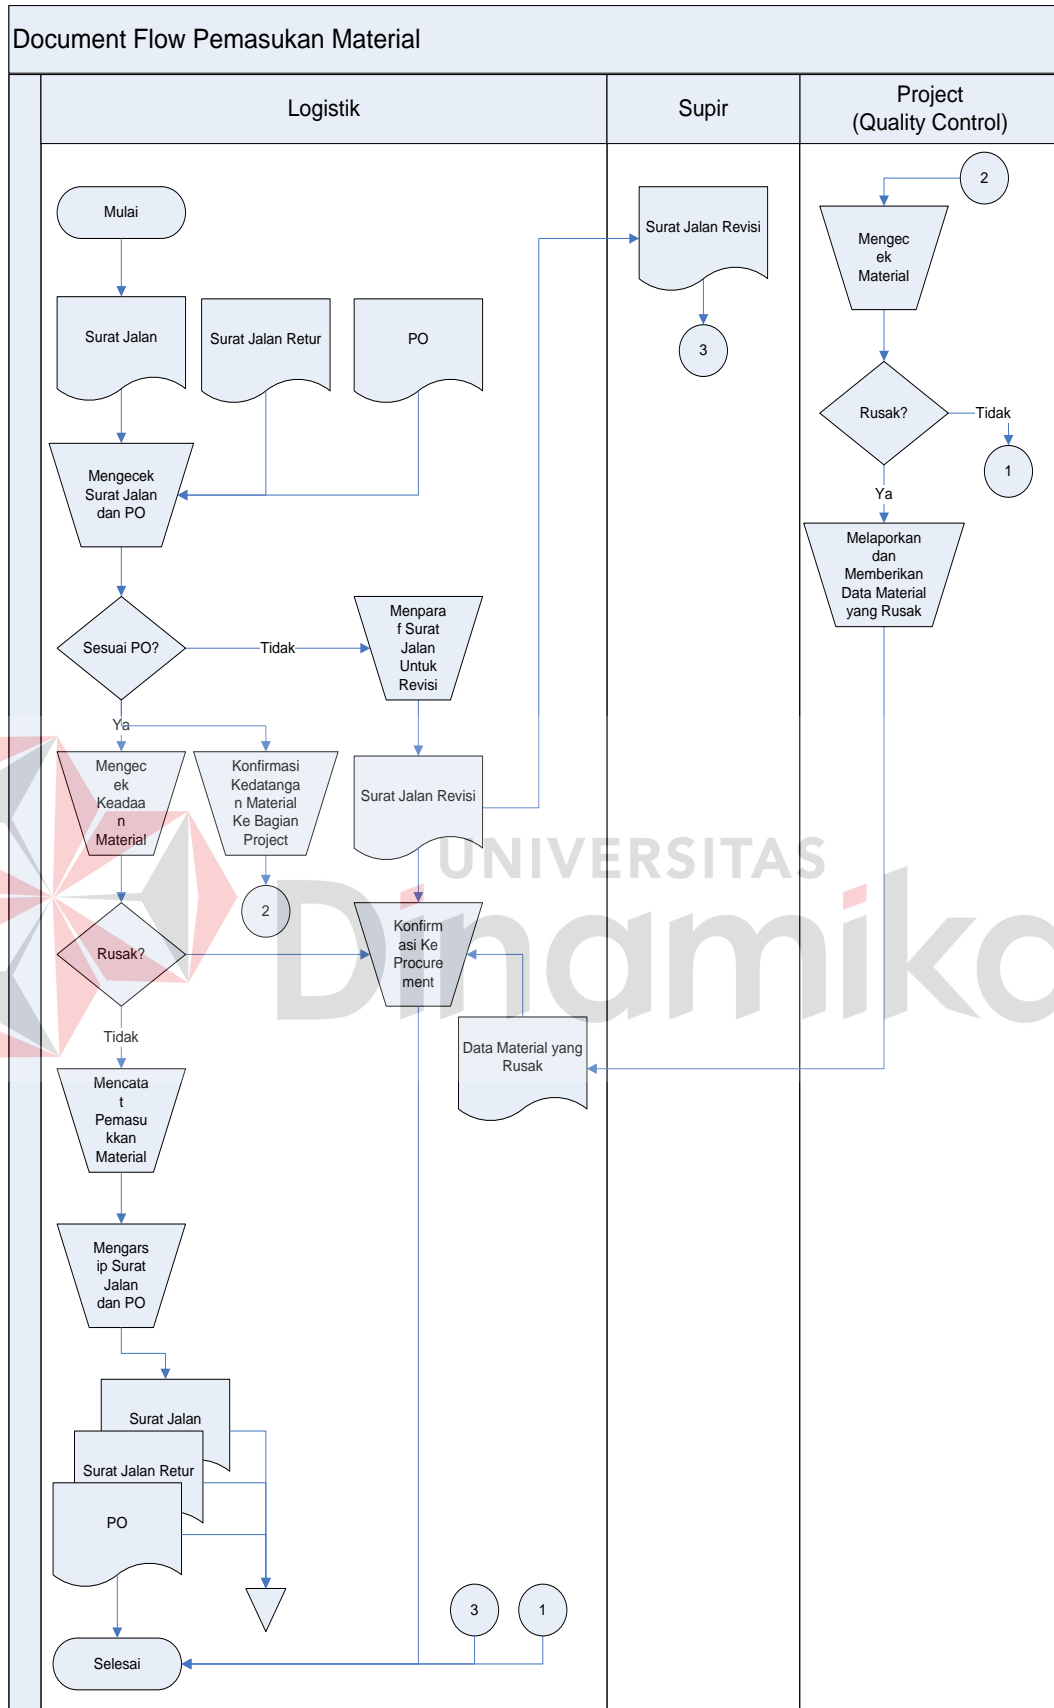 Document Flow Pemasukan Material
Logistik
Supir
Project
(Quality Control)
Mulai
Surat Jalan
Surat Jalan Retur
PO
Mengecek
Surat Jalan
dan PO
Sesuai PO?
Tidak
Menpara
f Surat
Jalan
Untuk
Revisi
Ya
Mengec
ek
Keadaa
n
Material
Konfirmasi
Kedatanga
n Material
Ke Bagian
Project
Surat Jalan Revisi
2
Rusak?
Konfirm
asi Ke
Procure
ment
Tidak
Data Material yang
Rusak
Mencata
t
Pemasu
kkan
Material
Mengars
ip Surat
Jalan
dan PO
Surat Jalan
Surat Jalan Retur
PO
3
1
Selesai
Surat Jalan Revisi
3
2
Mengec
ek
Material
Rusak?
Tidak
1
Ya
Melaporkan
dan
Memberikan
Data Material
yang Rusak
UNIVERSITAS
Dinamika